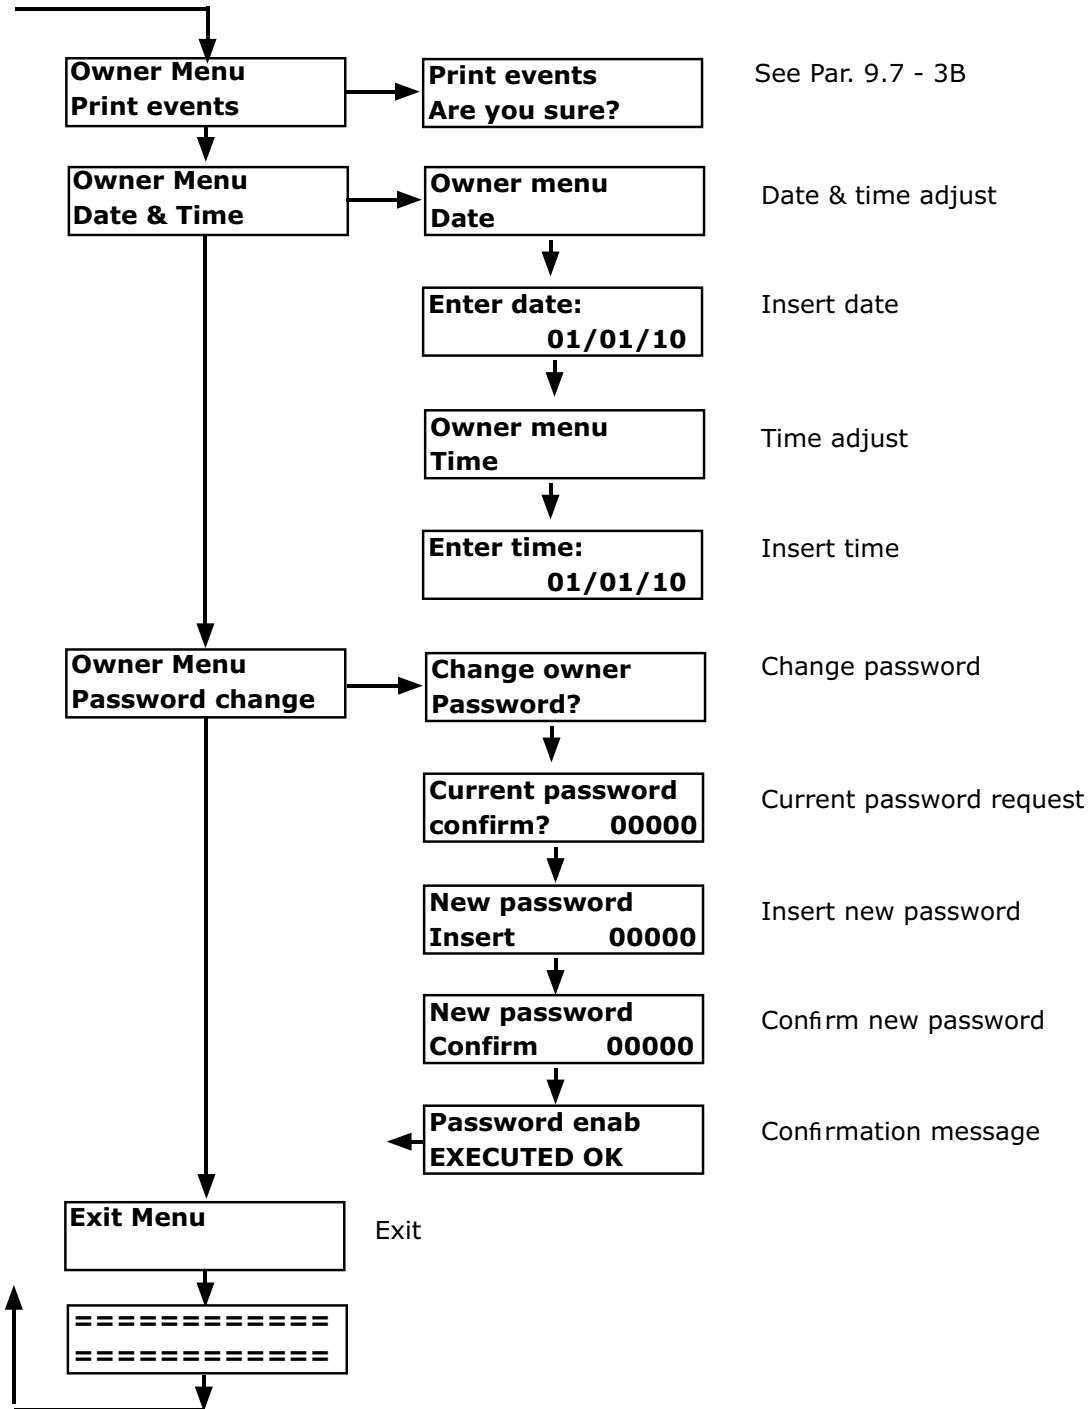 Owner Menu
Print events
Print events
Are you sure?
See Par. 9.7 - 3B
Owner Menu
Date & Time
Owner menu
Date
Date & time adjust
Enter date:
01/01/10
Insert date
Owner menu
Time
Time adjust
Enter time:
01/01/10
Insert time
Owner Menu
Password change
Change owner
Password?
Change password
Current password
confirm? 00000
Current password request
New password
Insert 00000
Insert new password
New password
Confirm 00000
Confirm new password
Password enab
EXECUTED OK
Confirmation message
Exit Menu
Exit
============
============